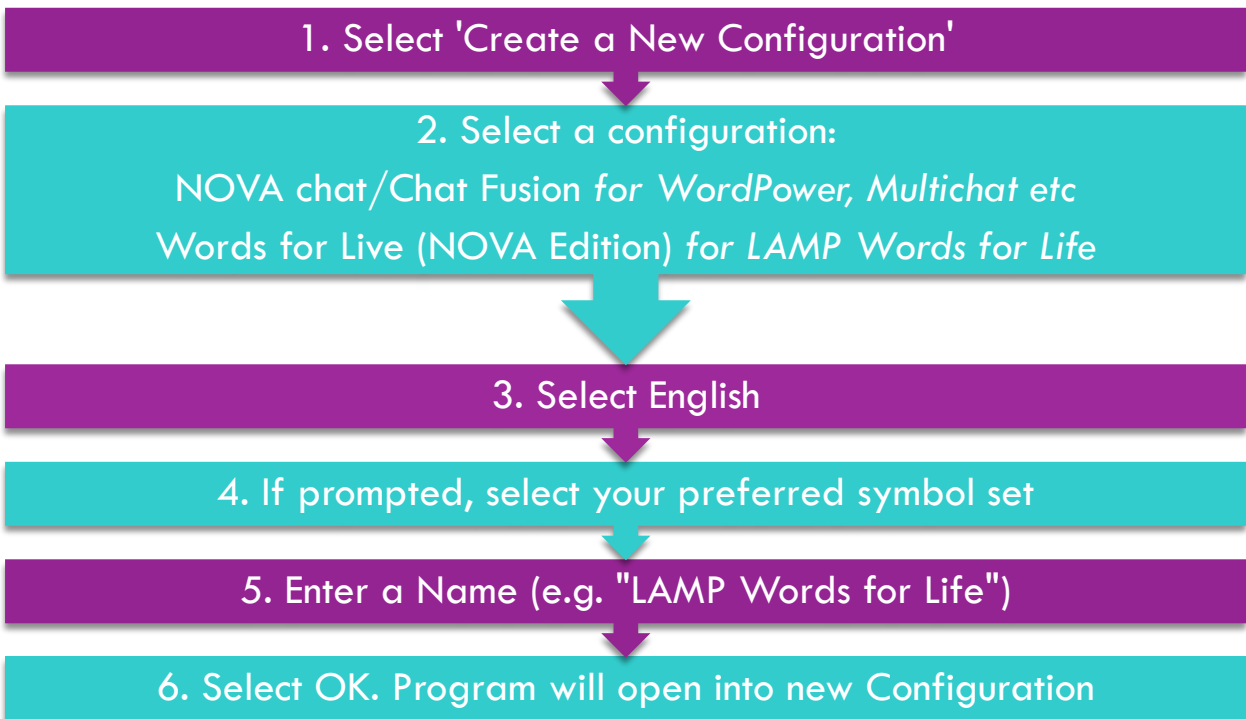 1. Select 'Create a New Configuration'
2. Select a configuration:
NOVA chat/Chat Fusion for WordPower, Multichat etc
Words for Live (NOVA Edition) for LAMP Words for Life
3. Select English
4. If prompted, select your preferred symbol set
5. Enter a Name (e.g. "LAMP Words for Life")
6. Select OK. Program will open into new Configuration